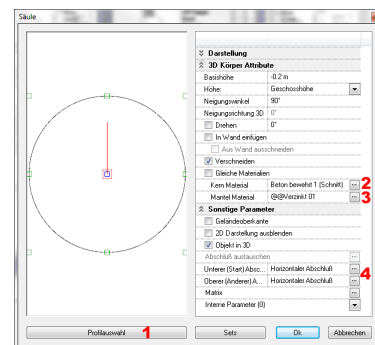 Säule
Darstellung
3D Körper Attribute
Basishöhe -0.2 m
Höhe: Geschosshöhe
Neigungswinkel 90°
Neigungsrichtung 3D 0°
Drehen 0°
In Wand einfügen
Aus Wand ausschneiden
Verschneiden
Gleiche Materialien
Kern Material Beton bewehrt 1 (Schnitt) 2
Mantel Material @@Verzinkt 01 3
Sonstige Parameter
Geländeoberkante
2D Darstellung ausblenden
Objekt in 3D
Abschluß austauschen
Unterer (Start) Absc... Horizontaler Abschluß
Oberer (Anderer) A... Horizontaler Abschluß 4
Matrix
Interne Parameter (0)
Profilauswahl 1 Sets Ok Abbrechen